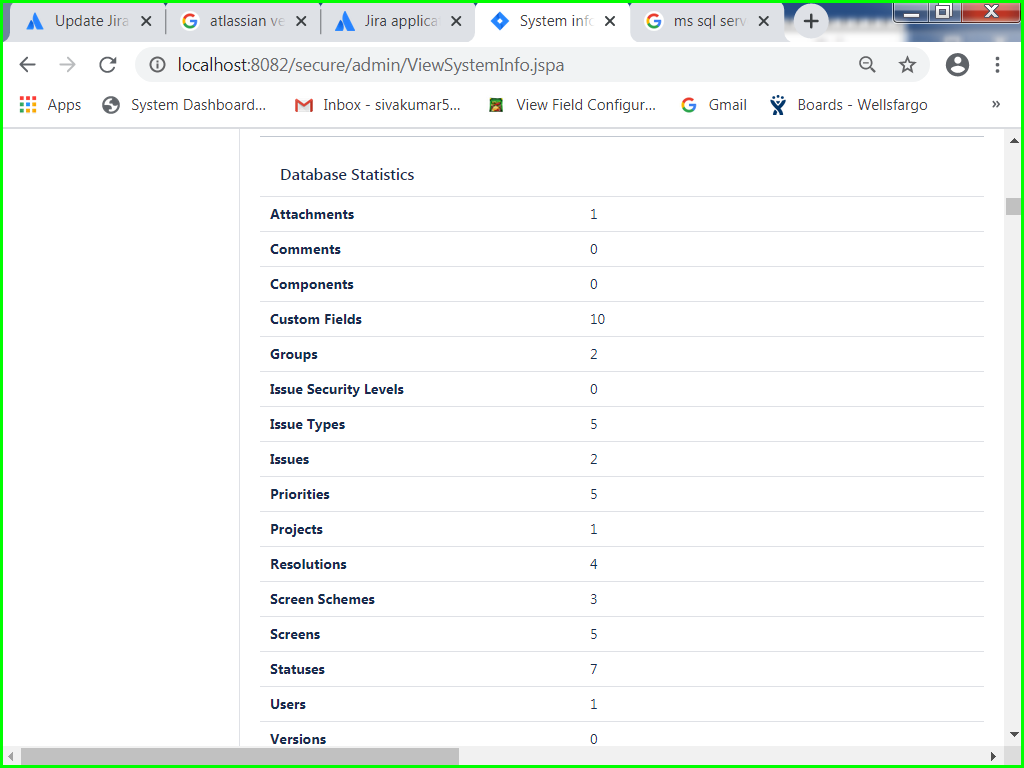 Update Jira
atlassian ve
Jira applica
System info
ms sql serv
localhost:8082/secure/admin/ViewSystemInfo.jspa
Apps
System Dashboard...
Inbox - sivakumar5...
View Field Configur...
Gmail
Boards - Wellsfargo
»
Database Statistics
Attachments 1
Comments 0
Components 0
Custom Fields 10
Groups 2
Issue Security Levels 0
Issue Types 5
Issues 2
Priorities 5
Projects 1
Resolutions 4
Screen Schemes 3
Screens 5
Statuses 7
Users 1
Versions 0